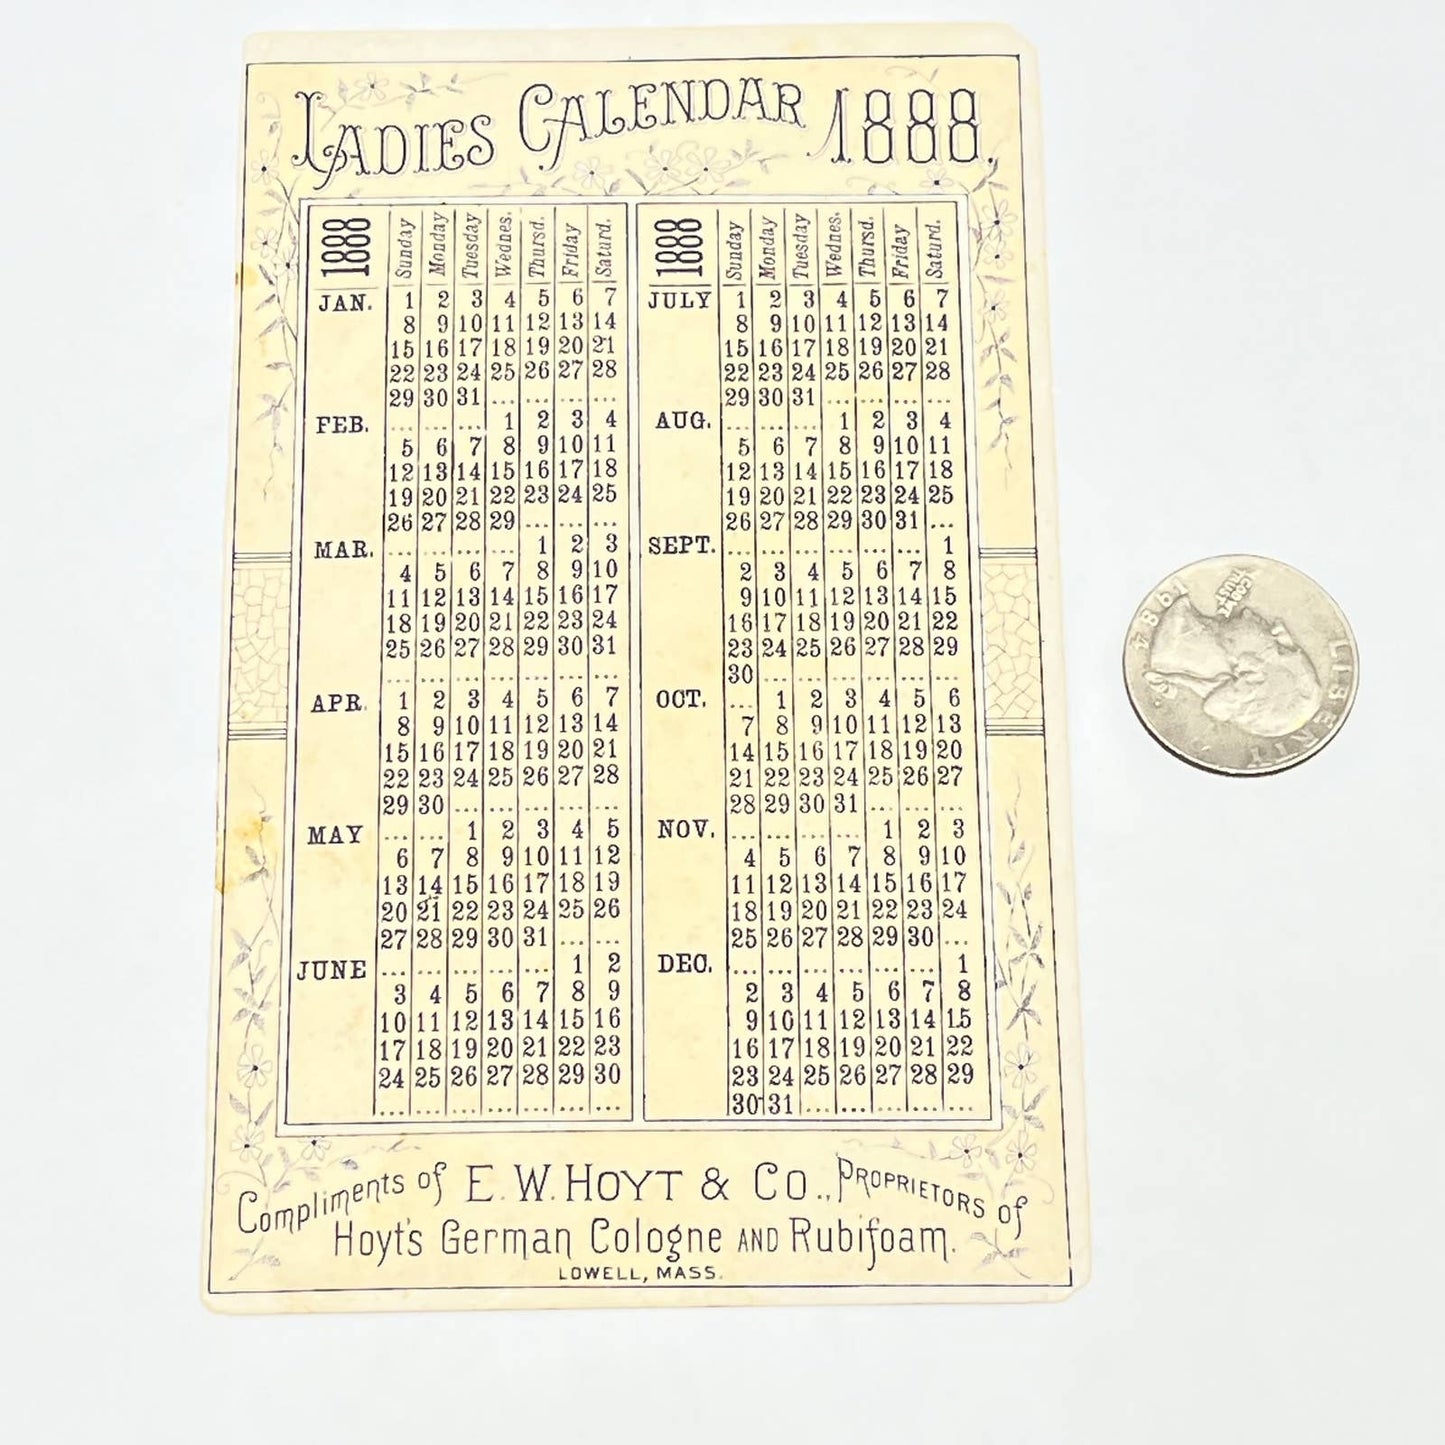 LADIES CALENDAR 1888.
1888 Sunday Monday Tuesday Wednes. Thursd. Friday Saturd.
JAN. 1 2 3 4 5 6 7
8 9 10 11 12 13 14
15 16 17 18 19 20 21
22 23 24 25 26 27 28
29 30 31 ... ... ... ...
FEB. ... ... ... 1 2 3 4
5 6 7 8 9 10 11
12 13 14 15 16 17 18
19 20 21 22 23 24 25
26 27 28 29 ... ... ...
MAR. ... ... ... ... 1 2 3
4 5 6 7 8 9 10
11 12 13 14 15 16 17
18 19 20 21 22 23 24
25 26 27 28 29 30 31
... ... ... ... ... ... ...
APR. 1 2 3 4 5 6 7
8 9 10 11 12 13 14
15 16 17 18 19 20 21
22 23 24 25 26 27 28
29 30 ... ... ... ... ...
MAY ... ... 1 2 3 4 5
6 7 8 9 10 11 12
13 14 15 16 17 18 19
20 21 22 23 24 25 26
27 28 29 30 31 ... ...
JUNE ... ... ... ... ... 1 2
3 4 5 6 7 8 9
10 11 12 13 14 15 16
17 18 19 20 21 22 23
24 25 26 27 28 29 30
... ... ... ... ... ... ...
1888 Sunday Monday Tuesday Wednes. Thursd. Friday Saturd.
JULY 1 2 3 4 5 6 7
8 9 10 11 12 13 14
15 16 17 18 19 20 21
22 23 24 25 26 27 28
29 30 31 ... ... ... ...
AUG. ... ... ... 1 2 3 4
5 6 7 8 9 10 11
12 13 14 15 16 17 18
19 20 21 22 23 24 25
26 27 28 29 30 31 ...
SEPT. ... ... ... ... ... ... 1
2 3 4 5 6 7 8
9 10 11 12 13 14 15
16 17 18 19 20 21 22
23 24 25 26 27 28 29
30 ... ... ... ... ... ...
OCT. ... 1 2 3 4 5 6
7 8 9 10 11 12 13
14 15 16 17 18 19 20
21 22 23 24 25 26 27
28 29 30 31 ... ... ...
NOV. ... ... ... ... 1 2 3
4 5 6 7 8 9 10
11 12 13 14 15 16 17
18 19 20 21 22 23 24
25 26 27 28 29 30 ...
DEC. ... ... ... ... ... ... 1
2 3 4 5 6 7 8
9 10 11 12 13 14 15
16 17 18 19 20 21 22
23 24 25 26 27 28 29
30 31 ... ... ... ... ...
Compliments of E. W. HOYT & CO., PROPRIETORS of
Hoyt's German Cologne AND Rubifoam.
LOWELL, MASS.
LIBERTY
GOD WE
TRUST
1984